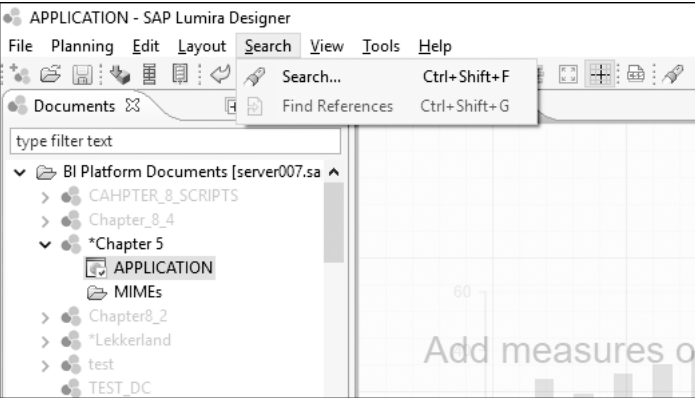 APPLICATION - SAP Lumira Designer
File Planning Edit Layout Search View Tools Help
Search... Ctrl+Shift+F
Find References Ctrl+Shift+G
Documents
type filter text
BI Platform Documents [server007.sa
CAHPTER_8_SCRIPTS
Chapter_8_4
*Chapter 5
APPLICATION
MIMEs
Chapter8_2
*Lekkerland
test
TEST_DC
60
Add measures o